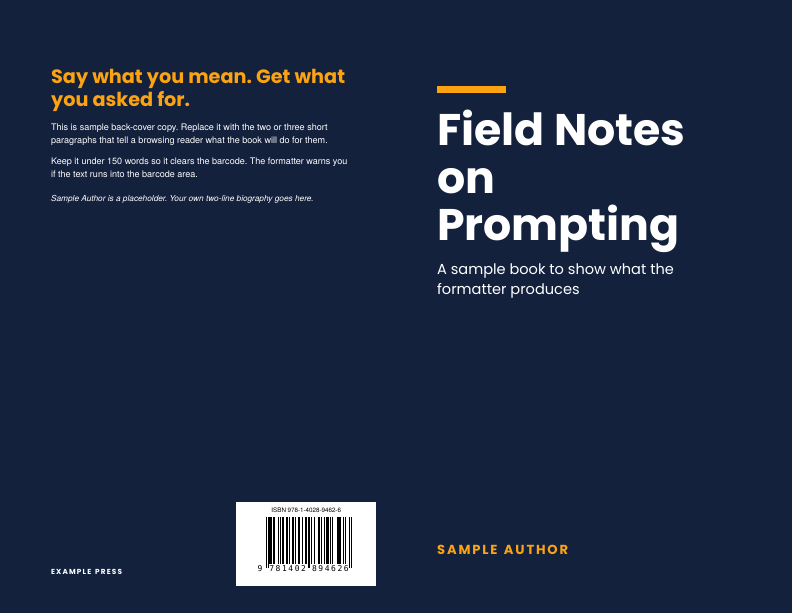 Say what you mean. Get what
you asked for.
This is sample back-cover copy. Replace it with the two or three short
paragraphs that tell a browsing reader what the book will do for them.
Keep it under 150 words so it clears the barcode. The formatter warns you
if the text runs into the barcode area.
Sample Author is a placeholder. Your own two-line biography goes here.
ISBN 978-1-4028-9462-6
9 781402 894626
EXAMPLE PRESS
Field Notes
on
Prompting
A sample book to show what the
formatter produces
SAMPLE AUTHOR